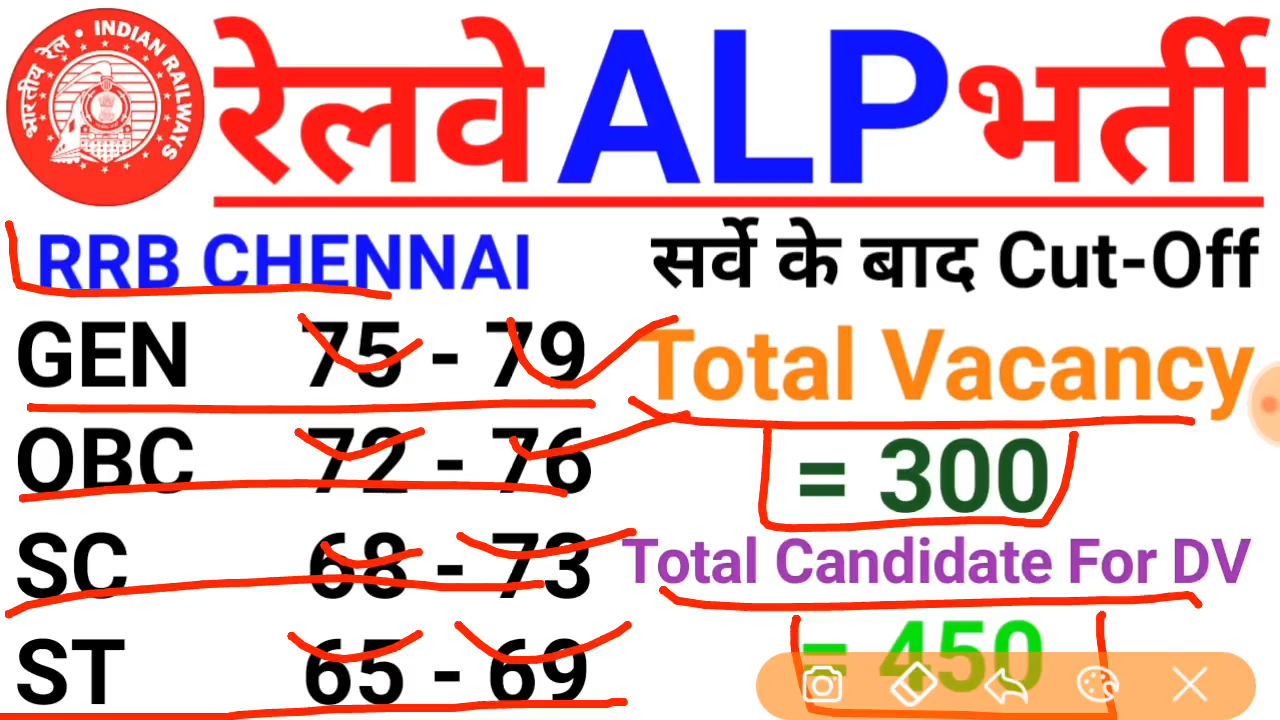 भारतीय रेल • INDIAN RAILWAYS
रेलवे ALP भर्ती
RRB CHENNAI
सर्वे के बाद Cut-Off
GEN 75 - 79
OBC 72 - 76
SC 68 - 73
ST 65 - 69
Total Vacancy
= 300
Total Candidate For DV
= 450